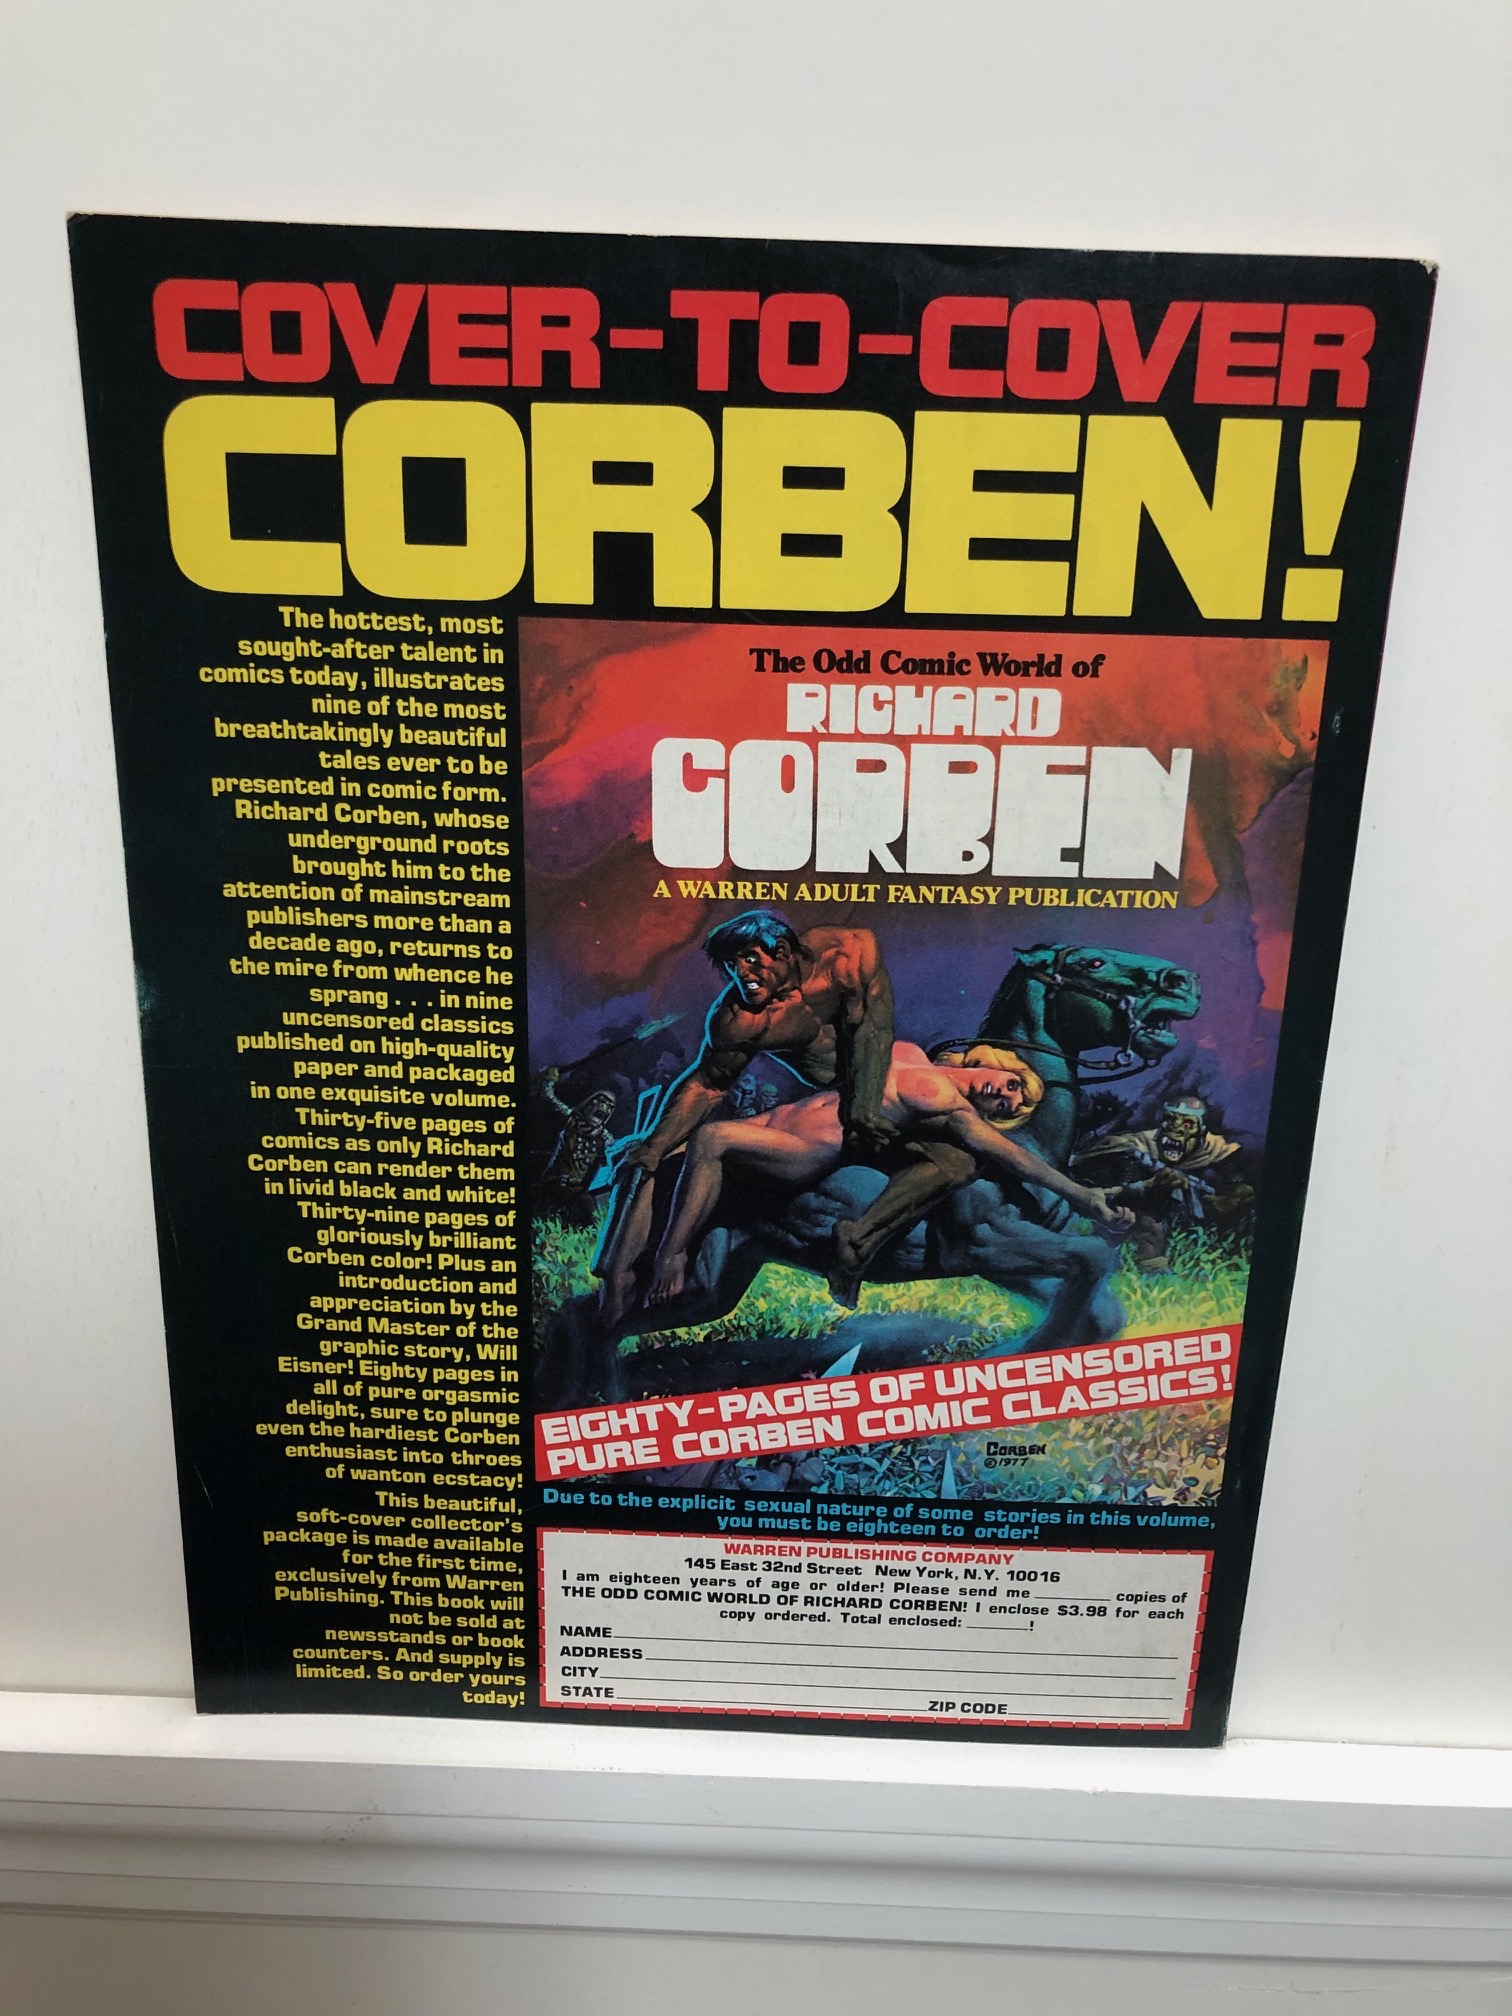 COVER-TO-COVER
CORBEN!
The hottest, most
sought-after talent in
comics today, illustrates
nine of the most
breathtakingly beautiful
tales ever to be
presented in comic form.
Richard Corben, whose
underground roots
brought him to the
attention of mainstream
publishers more than a
decade ago, returns to
the mire from whence he
sprang . . . in nine
uncensored classics
published on high-quality
paper and packaged
in one exquisite volume.
Thirty-five pages of
comics as only Richard
Corben can render them
in livid black and white!
Thirty-nine pages of
gloriously brilliant
Corben color! Plus an
introduction and
appreciation by the
Grand Master of the
graphic story, Will
Eisner! Eighty pages in
all of pure orgasmic
delight, sure to plunge
even the hardiest Corben
enthusiast into throes
of wanton ecstacy!
This beautiful,
soft-cover collector's
package is made available
for the first time,
exclusively from Warren
Publishing. This book will
not be sold at
newsstands or book
counters. And supply is
limited. So order yours
today!
The Odd Comic World of
RICHARD
CORBEN
A WARREN ADULT FANTASY PUBLICATION
EIGHTY-PAGES OF UNCENSORED
PURE CORBEN COMIC CLASSICS!
CORBEN
©1977
Due to the explicit sexual nature of some stories in this volume,
you must be eighteen to order!
WARREN PUBLISHING COMPANY
145 East 32nd Street New York, N.Y. 10016
I am eighteen years of age or older! Please send me ______ copies of
THE ODD COMIC WORLD OF RICHARD CORBEN! I enclose $3.98 for each
copy ordered. Total enclosed: ______!
NAME
ADDRESS
CITY
STATE ZIP CODE